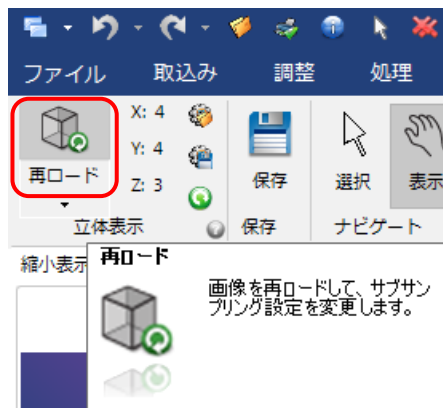 ファイル 取込み 調整 処理
X: 4
Y: 4
Z: 3
再ロード
保存
選択
表示
立体表示 保存 ナビゲート
縮小表示
再ロード
画像を再ロードして、サブサン
プリング設定を変更します。